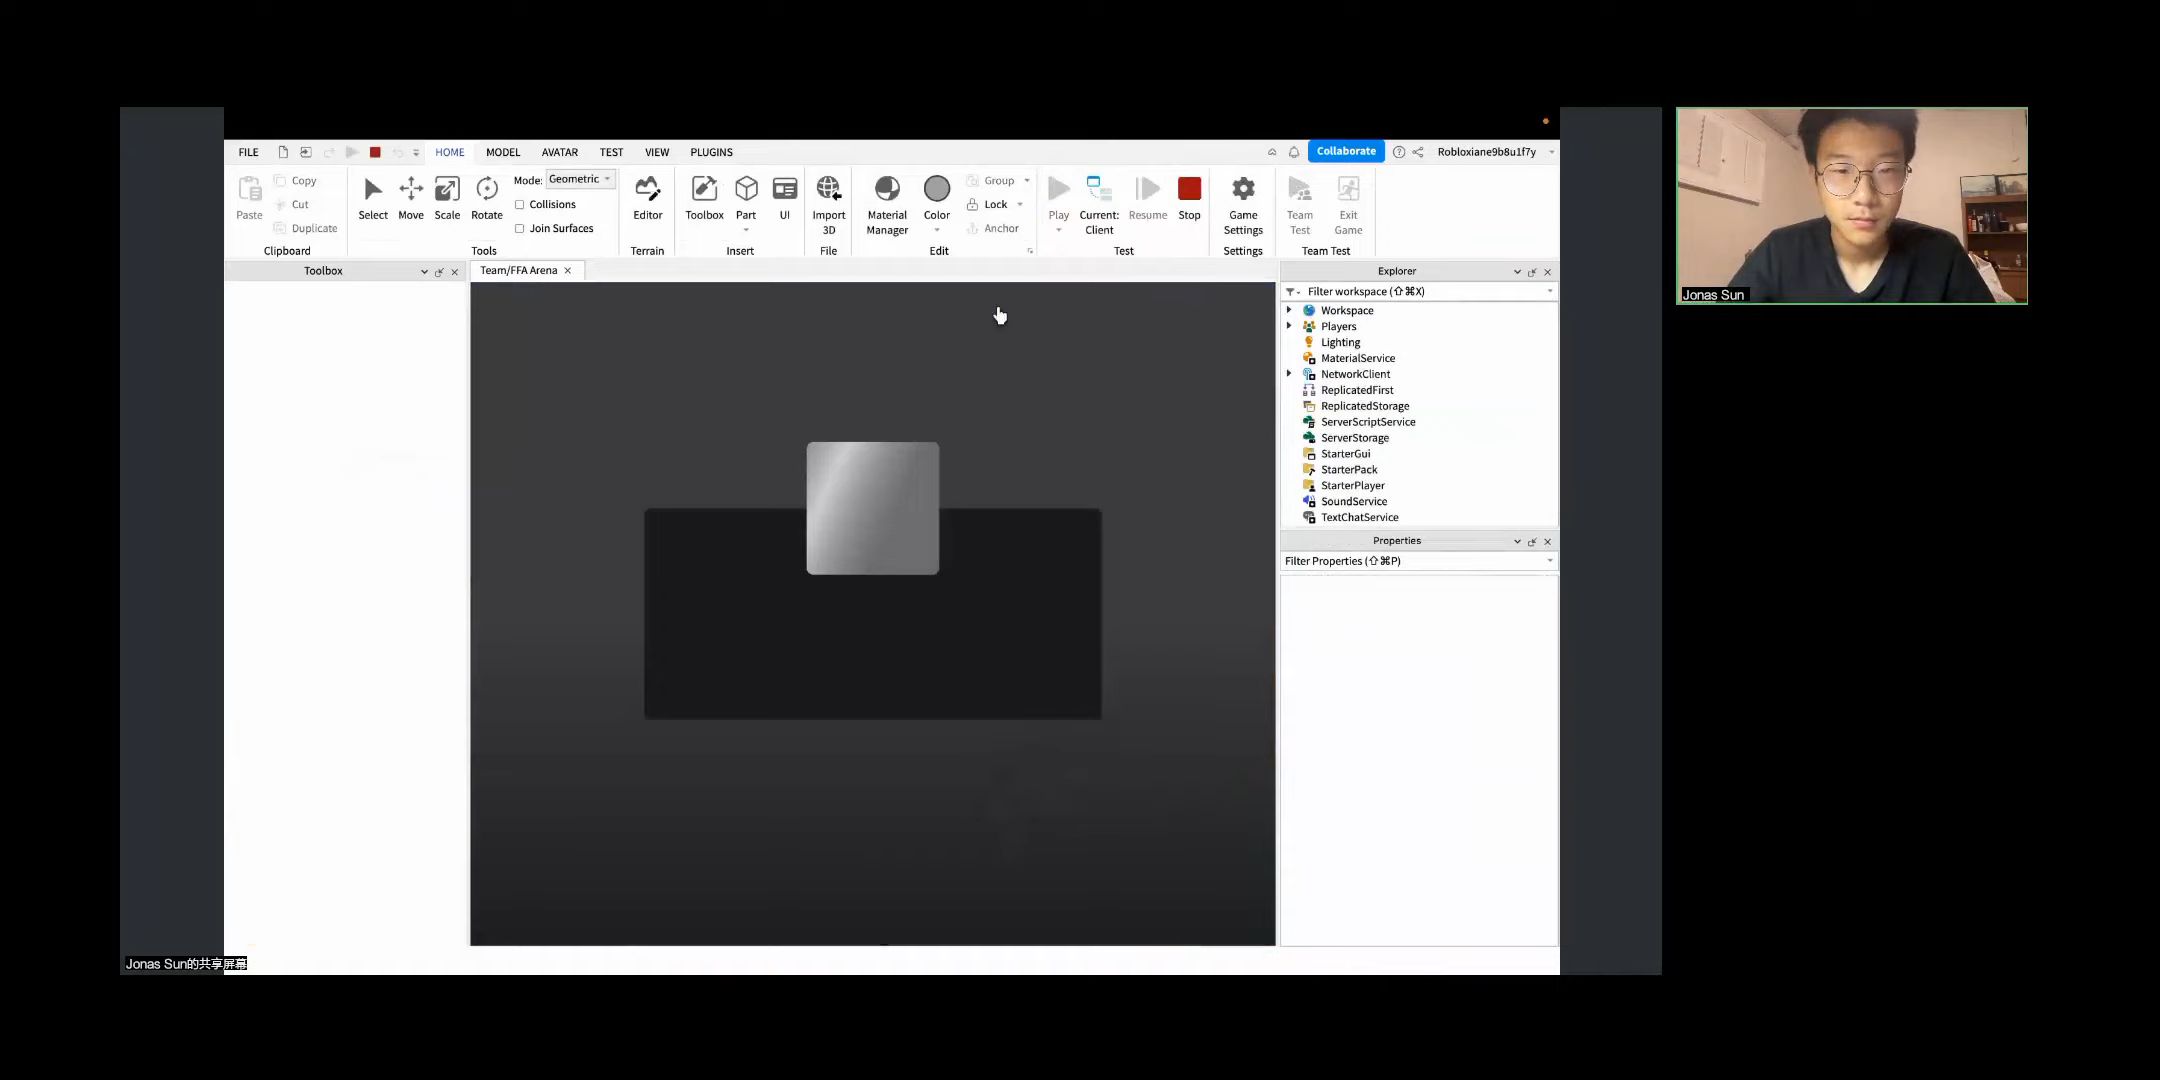 FILE
HOME
MODEL
AVATAR
TEST
VIEW
PLUGINS
Collaborate
Robloxiane9b8u1f7y
Paste
Copy
Cut
Duplicate
Clipboard
Select
Move
Scale
Rotate
Mode: Geometric
Collisions
Join Surfaces
Tools
Editor
Terrain
Toolbox
Part
UI
Insert
Import
3D
File
Material
Manager
Color
Group
Lock
Anchor
Edit
Play
Current:
Client
Resume
Stop
Test
Game
Settings
Settings
Team
Test
Exit
Game
Team Test
Toolbox
Team/FFA Arena
Explorer
Filter workspace (⇧⌘X)
Workspace
Players
Lighting
MaterialService
NetworkClient
ReplicatedFirst
ReplicatedStorage
ServerScriptService
ServerStorage
StarterGui
StarterPack
StarterPlayer
SoundService
TextChatService
Properties
Filter Properties (⇧⌘P)
Jonas Sun
Jonas Sun的共享屏幕